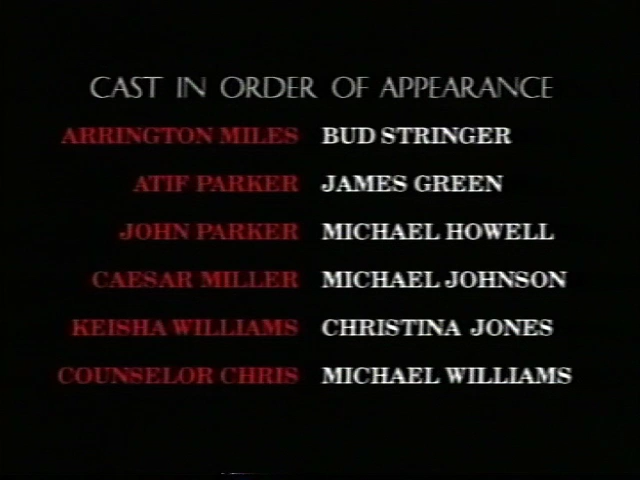 CAST IN ORDER OF APPEARANCE
ARRINGTON MILES BUD STRINGER
ATIF PARKER JAMES GREEN
JOHN PARKER MICHAEL HOWELL
CAESAR MILLER MICHAEL JOHNSON
KEISHA WILLIAMS CHRISTINA JONES
COUNSELOR CHRIS MICHAEL WILLIAMS